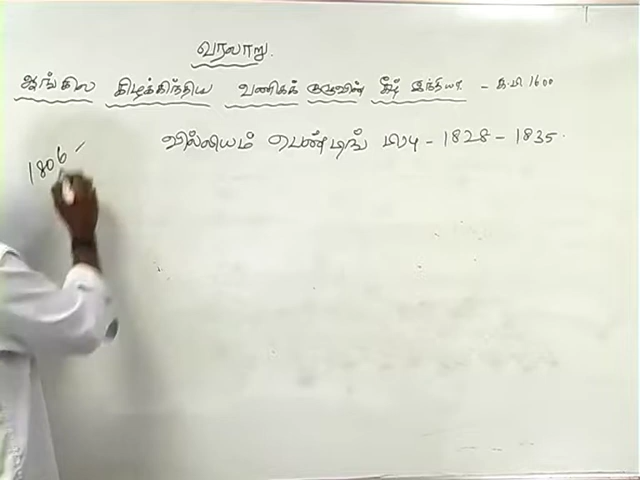 வரலாறு.
ஆங்கில கிழக்கிந்திய வணிகக் குழுவின் கீழ் இந்தியா - கி.பி 1600
வில்லியம் பெண்டிங் பிரபு - 1828 - 1835.
1806